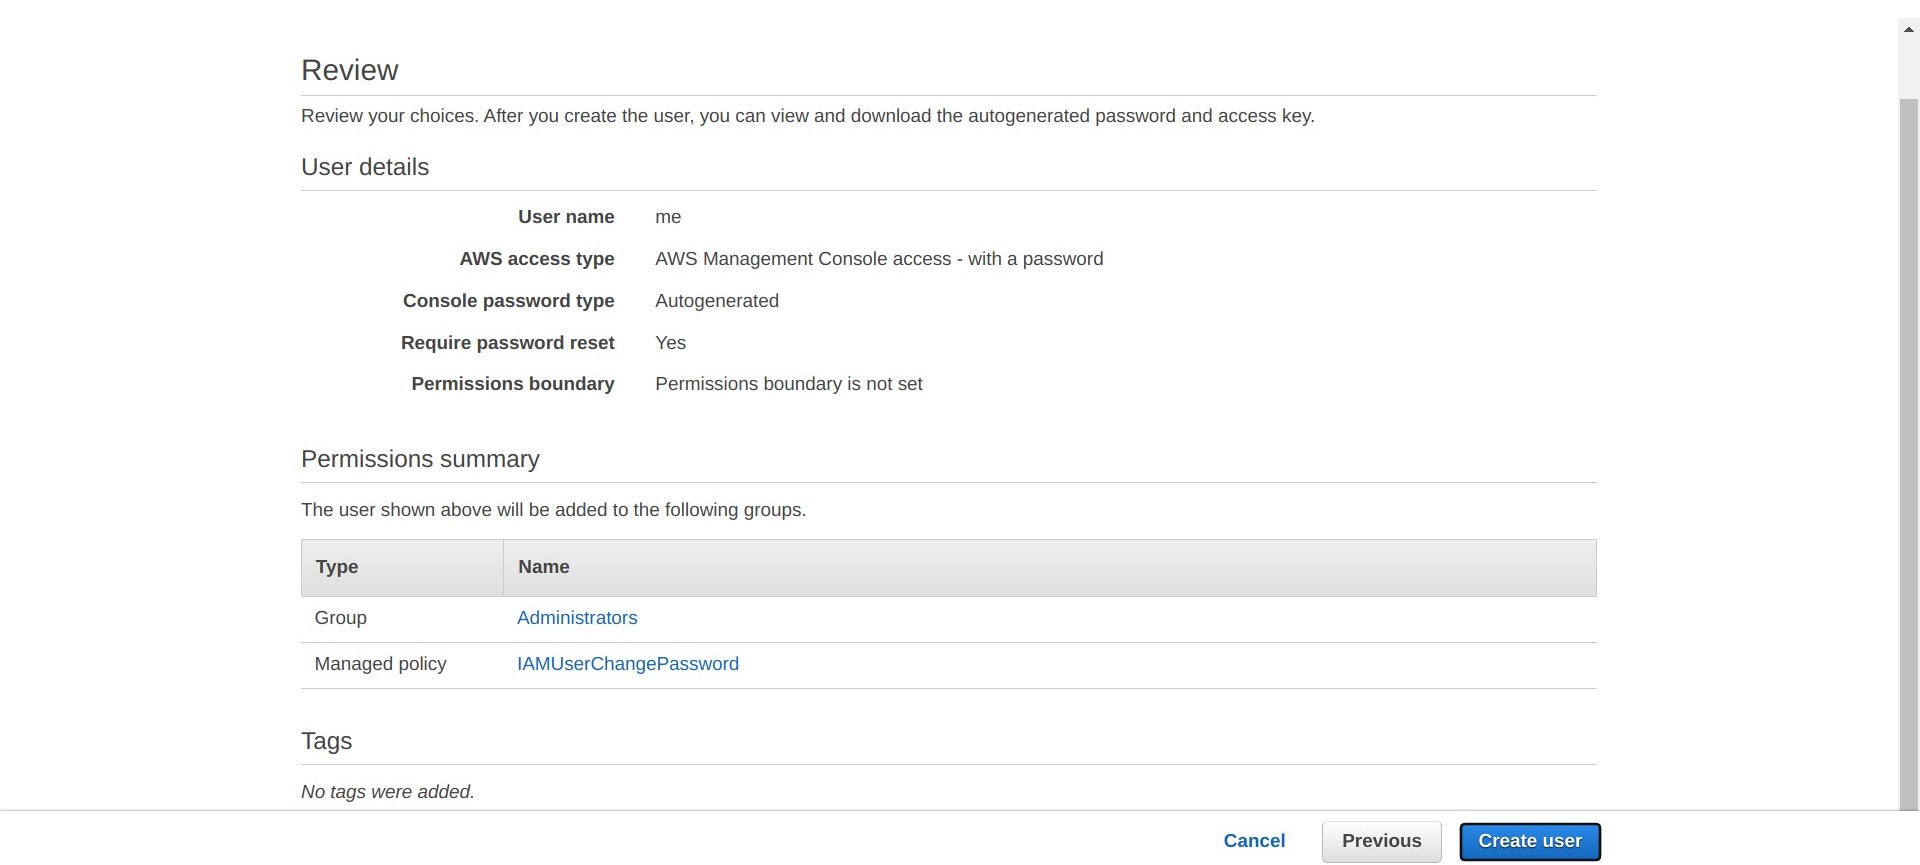 Review
Review your choices. After you create the user, you can view and download the autogenerated password and access key.
User details
User name me
AWS access type AWS Management Console access - with a password
Console password type Autogenerated
Require password reset Yes
Permissions boundary Permissions boundary is not set
Permissions summary
The user shown above will be added to the following groups.
Type Name
Group Administrators
Managed policy IAMUserChangePassword
Tags
No tags were added.
Cancel Previous Create user